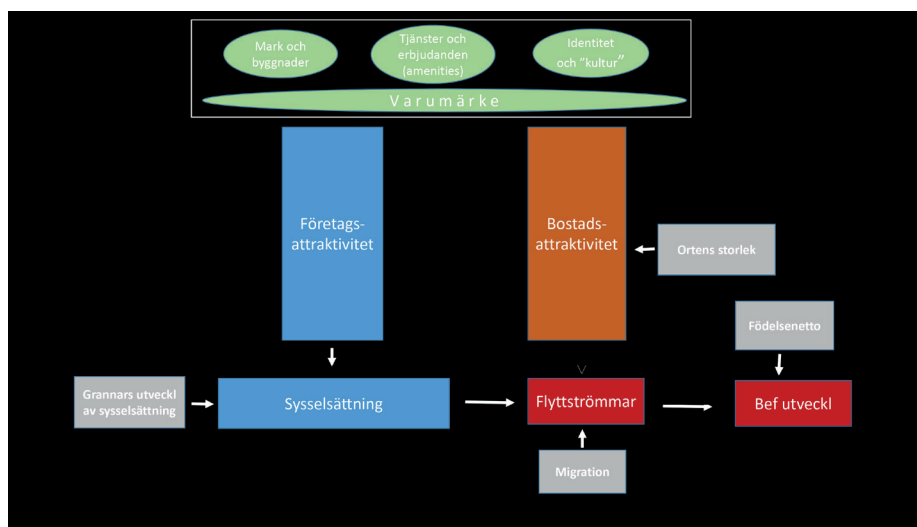 Mark och
byggnader
Tjänster och
erbjudanden
(amenities)
Identitet
och "kultur"
Varumärke
Företags-
attraktivitet
Bostads-
attraktivitet
Ortens storlek
Födelsenetto
Grannars utveckl
av sysselsättning
Sysselsättning
Flyttströmmar
Bef utveckl
Migration